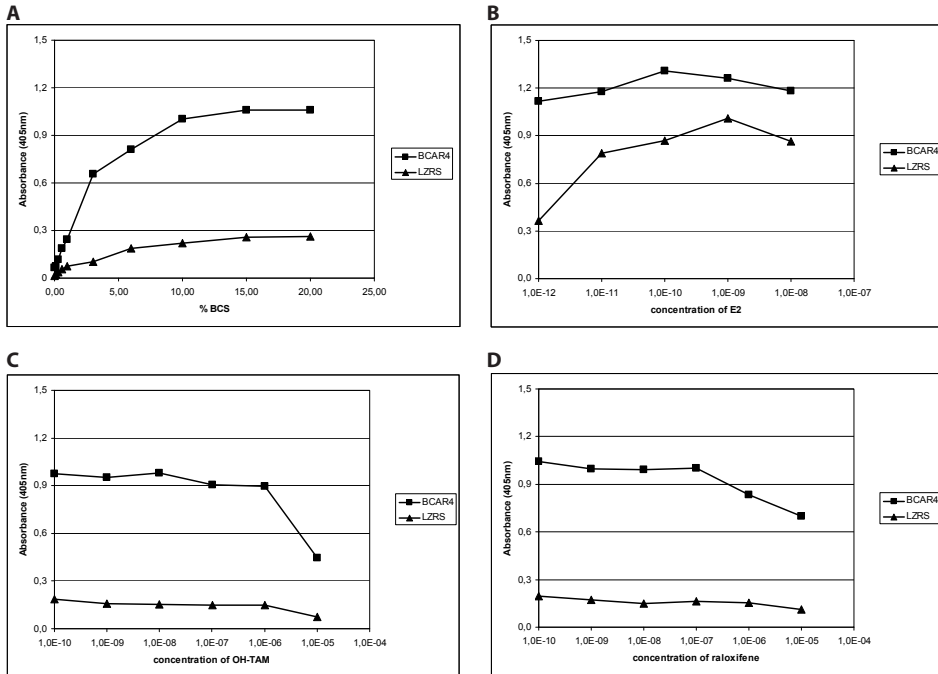 A
1,5
1,2
0,9
0,6
0,3
0
Absorbance (405nm)
0,00
5,00
10,00
15,00
20,00
25,00
% BCS
BCAR4
LZRS
B
1,5
1,2
0,9
0,6
0,3
0,0
Absorbance (405nm)
1,0E-12
1,0E-11
1,0E-10
1,0E-09
1,0E-08
1,0E-07
concentration of E2
BCAR4
LZRS
C
1,5
1,2
0,9
0,6
0,3
0,0
Absorbance (405nm)
1,0E-10
1,0E-09
1,0E-08
1,0E-07
1,0E-06
1,0E-05
1,0E-04
concentration of OH-TAM
BCAR4
LZRS
D
1,5
1,2
0,9
0,6
0,3
0,0
Absorbance (405nm)
1,0E-10
1,0E-09
1,0E-08
1,0E-07
1,0E-06
1,0E-05
1,0E-04
concentration of raloxifene
BCAR4
LZRS